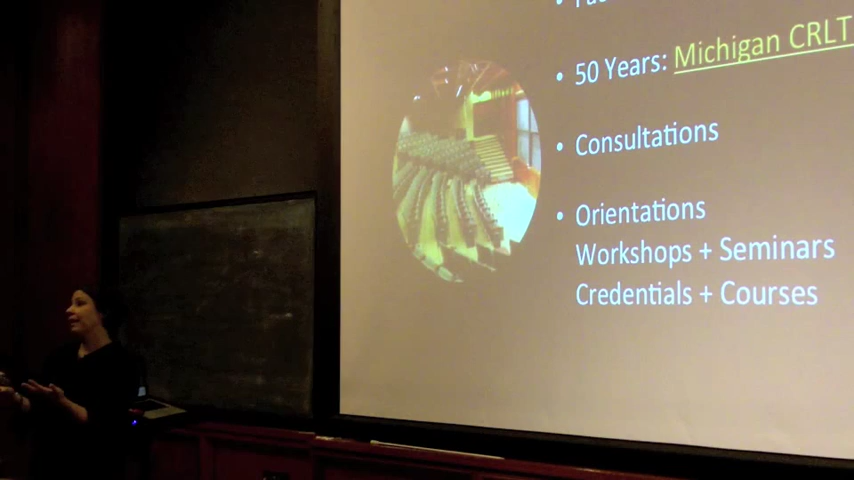 • 50 Years: Michigan CRLT
• Consultations
• Orientations
Workshops + Seminars
Credentials + Courses